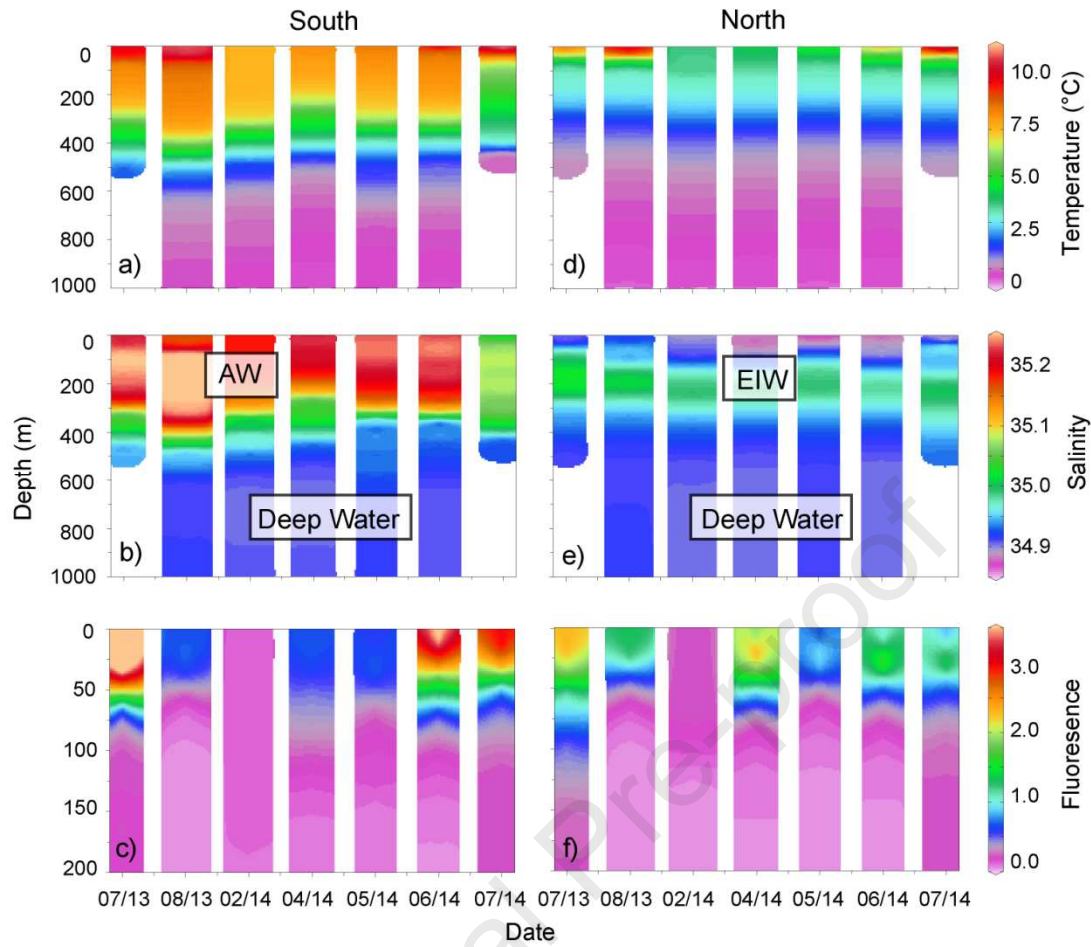 South
North
0
200
400
600
800
1000
a)
d)
10.0
7.5
5.0
2.5
0
Temperature (°C)
0
200
400
600
800
1000
Depth (m)
AW
Deep Water
b)
EIW
Deep Water
e)
35.2
35.1
35.0
34.9
Salinity
0
50
100
150
200
c)
f)
3.0
2.0
1.0
0.0
Fluoresence
07/13 08/13 02/14 04/14 05/14 06/14 07/14
07/13 08/13 02/14 04/14 05/14 06/14 07/14
Date
al Pre-proof